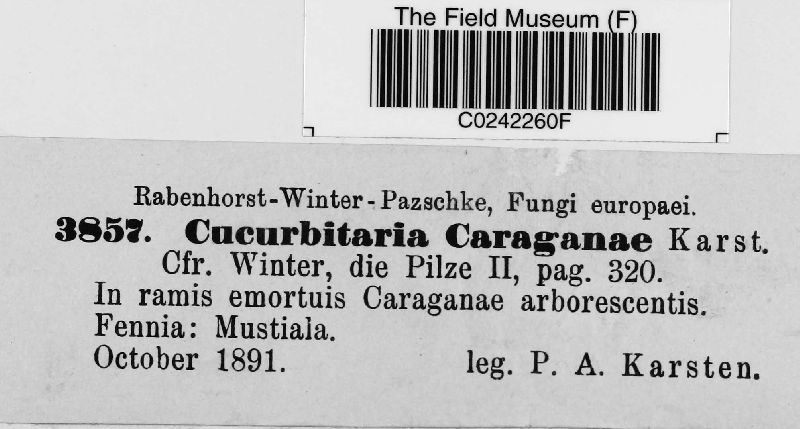 The Field Museum (F)
C0242260F
Rabenhorst-Winter-Pazschke, Fungi europaei.
3857. Cucurbitaria Caraganae Karst.
Cfr. Winter, die Pilze II, pag. 320.
In ramis emortuis Caraganae arborescentis.
Fennia: Mustiala.
October 1891. leg. P. A. Karsten.